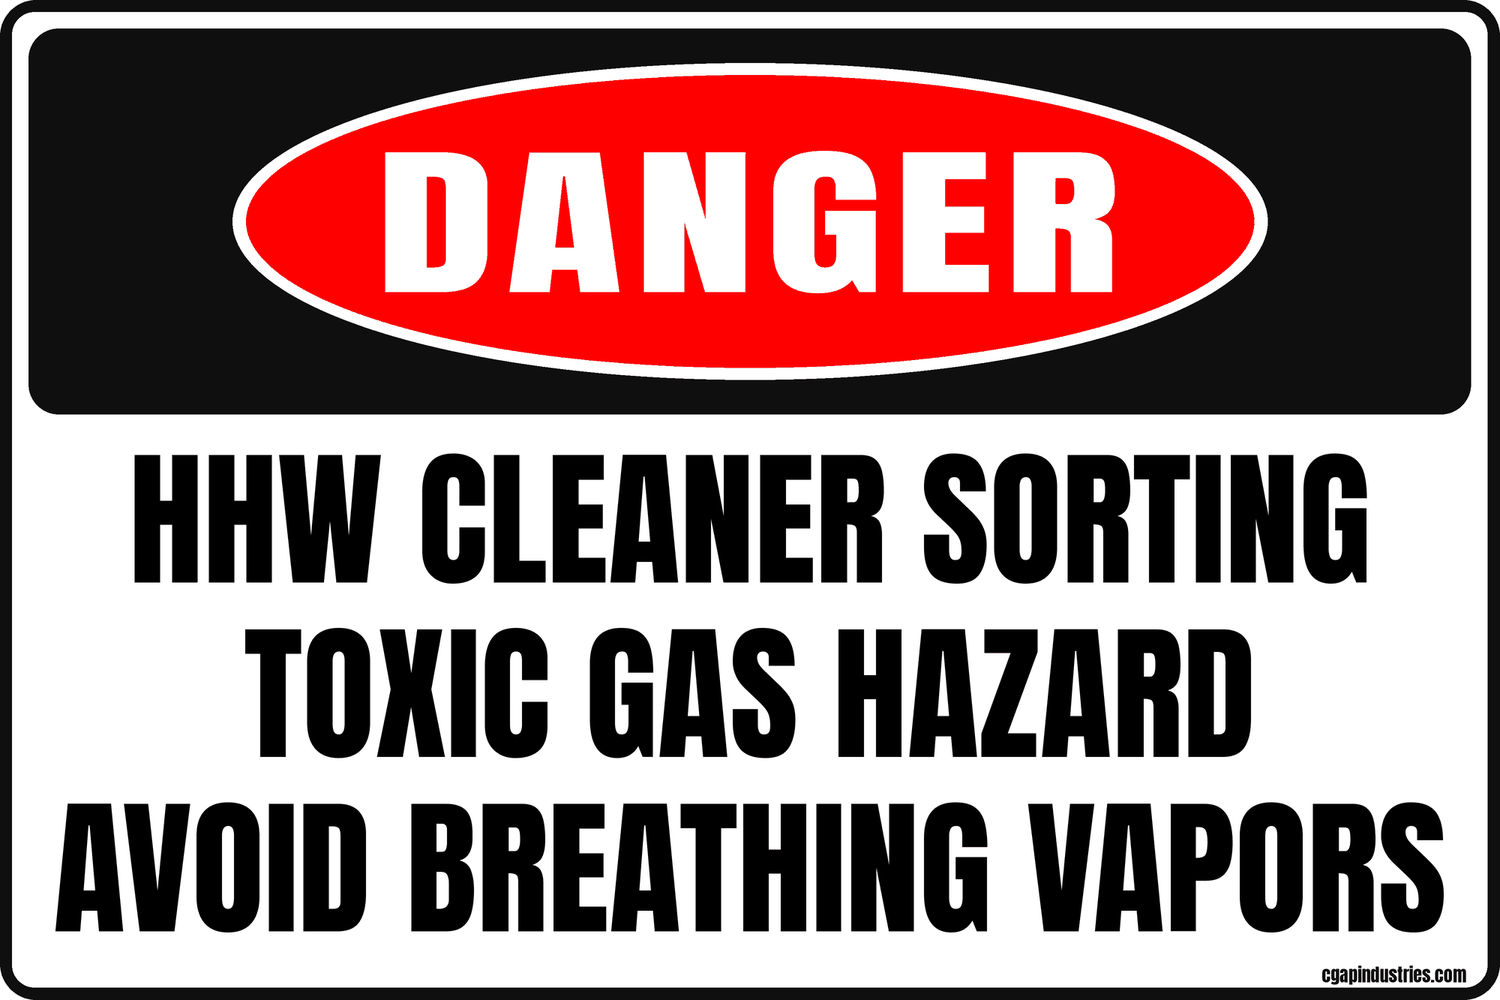 DANGER
HHW CLEANER SORTING
TOXIC GAS HAZARD
AVOID BREATHING VAPORS
cgapindustries.com